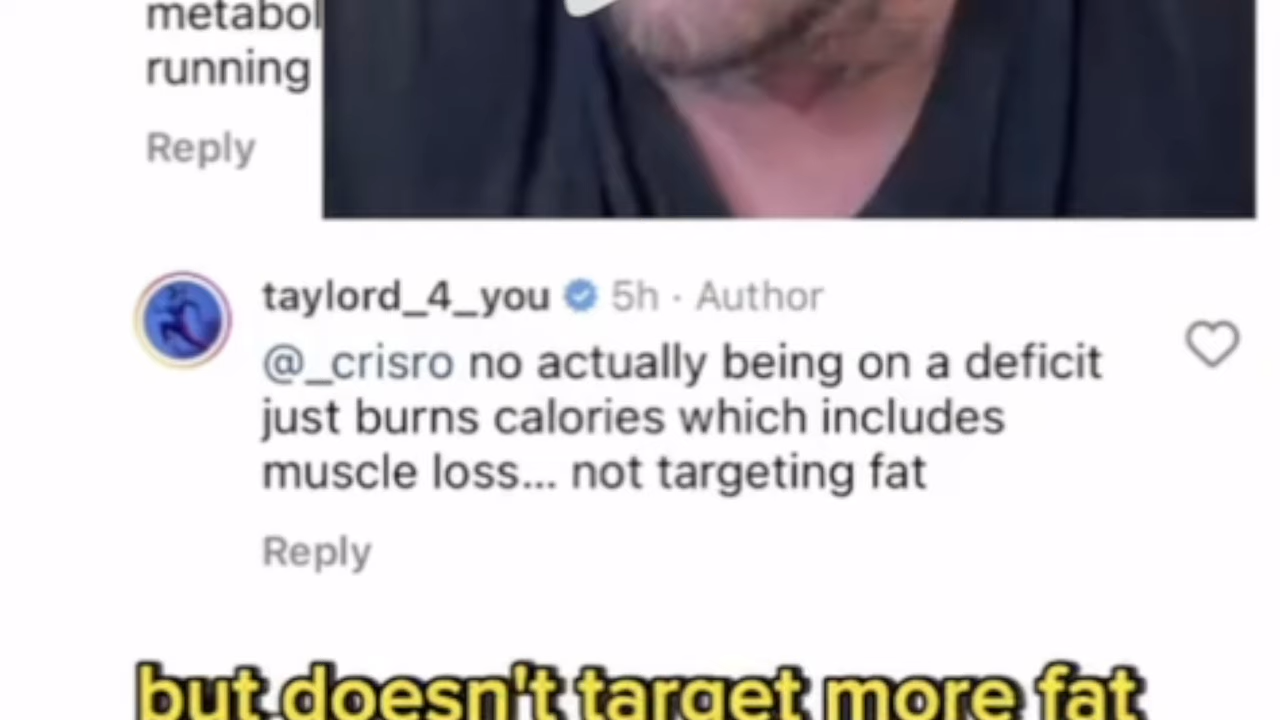 metabol
running
Reply
taylord_4_you 5h · Author
@_crisro no actually being on a deficit
just burns calories which includes
muscle loss... not targeting fat
Reply
but doesn't target more fat